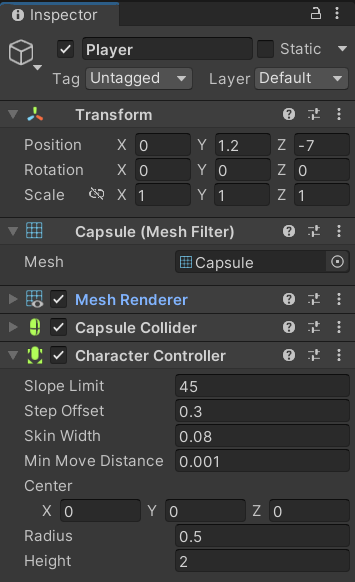 Inspector
Player Static
Tag Untagged Layer Default
Transform
Position X 0 Y 1.2 Z -7
Rotation X 0 Y 0 Z 0
Scale X 1 Y 1 Z 1
Capsule (Mesh Filter)
Mesh Capsule
Mesh Renderer
Capsule Collider
Character Controller
Slope Limit 45
Step Offset 0.3
Skin Width 0.08
Min Move Distance 0.001
Center
X 0 Y 0 Z 0
Radius 0.5
Height 2